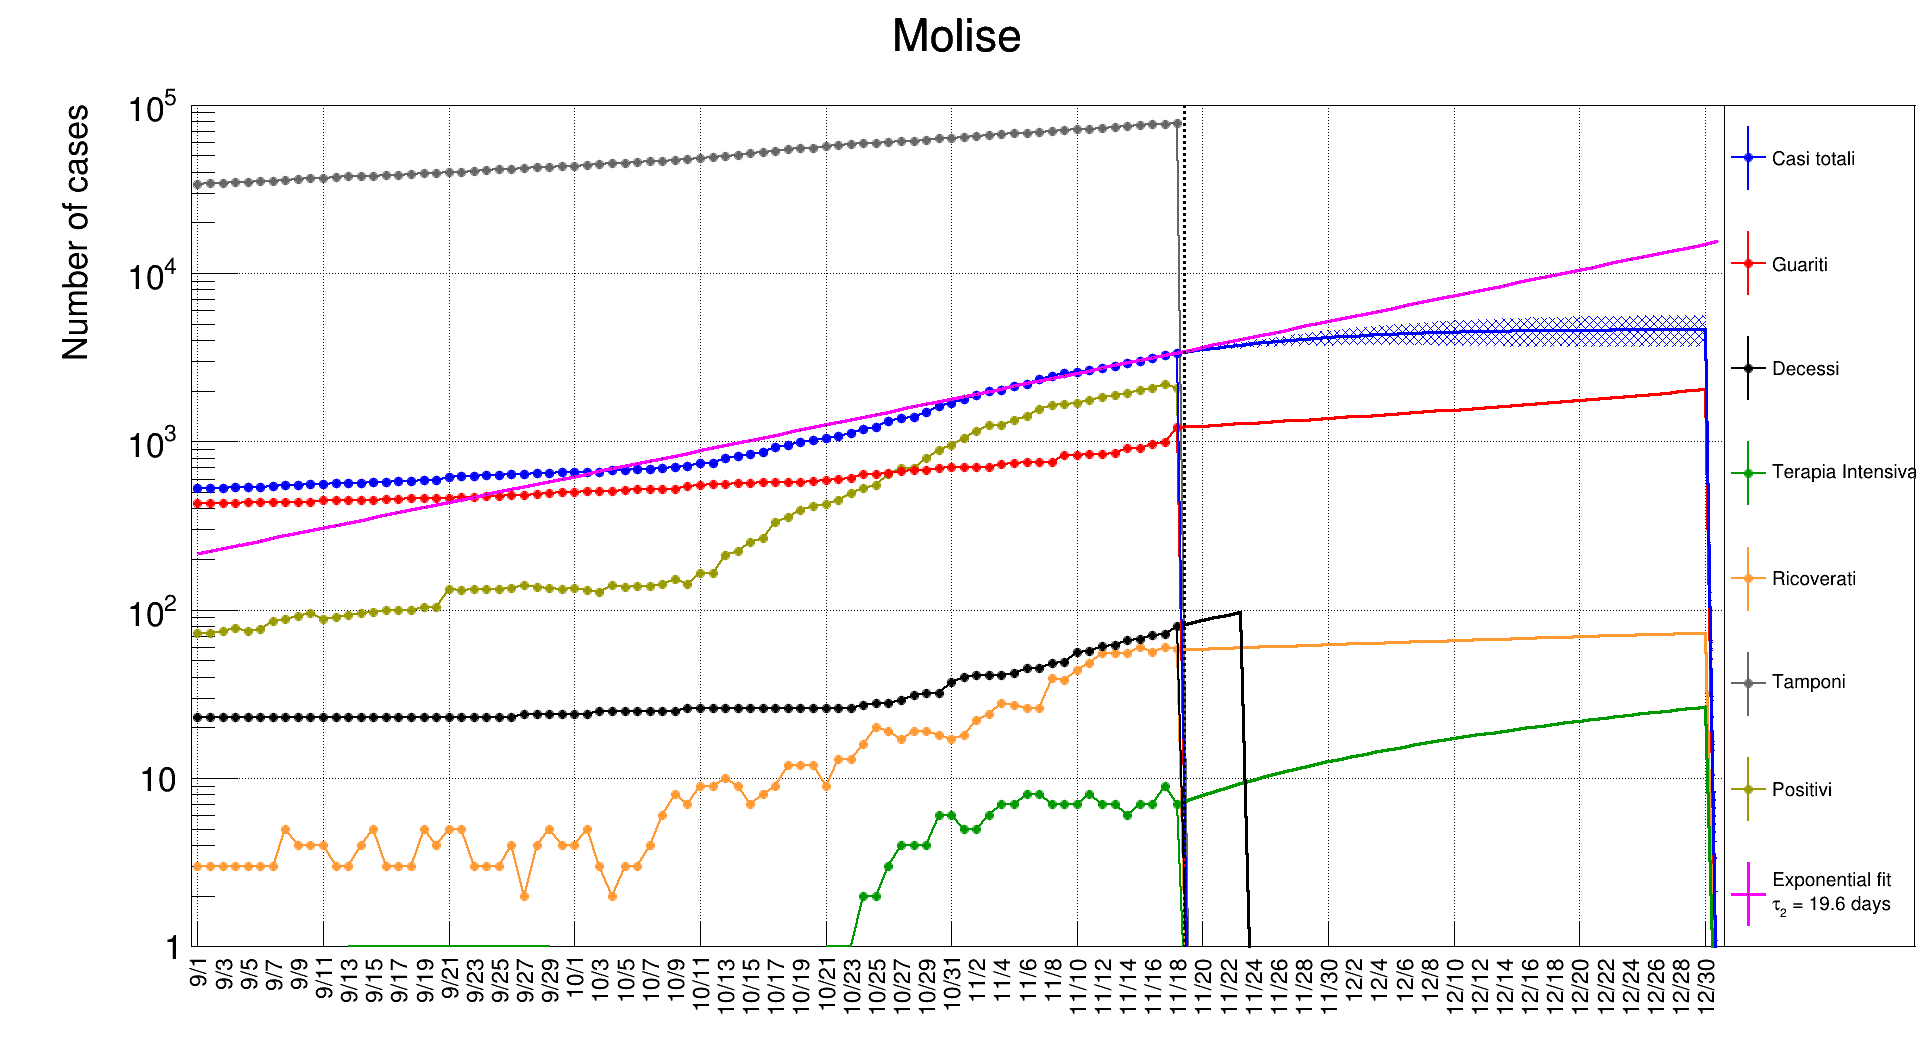 Molise
Number of cases
10^5
10^4
10^3
10^2
10
1
9/1 9/3 9/5 9/7 9/9 9/11 9/13 9/15 9/17 9/19 9/21 9/23 9/25 9/27 9/29 10/1 10/3 10/5 10/7 10/9 10/11 10/13 10/15 10/17 10/19 10/21 10/23 10/25 10/27 10/29 10/31 11/2 11/4 11/6 11/8 11/10 11/12 11/14 11/16 11/18 11/20 11/22 11/24 11/26 11/28 11/30 12/2 12/4 12/6 12/8 12/10 12/12 12/14 12/16 12/18 12/20 12/22 12/24 12/26 12/28 12/30
Casi totali
Guariti
Decessi
Terapia Intensiva
Ricoverati
Tamponi
Positivi
Exponential fit
τ_2 = 19.6 days